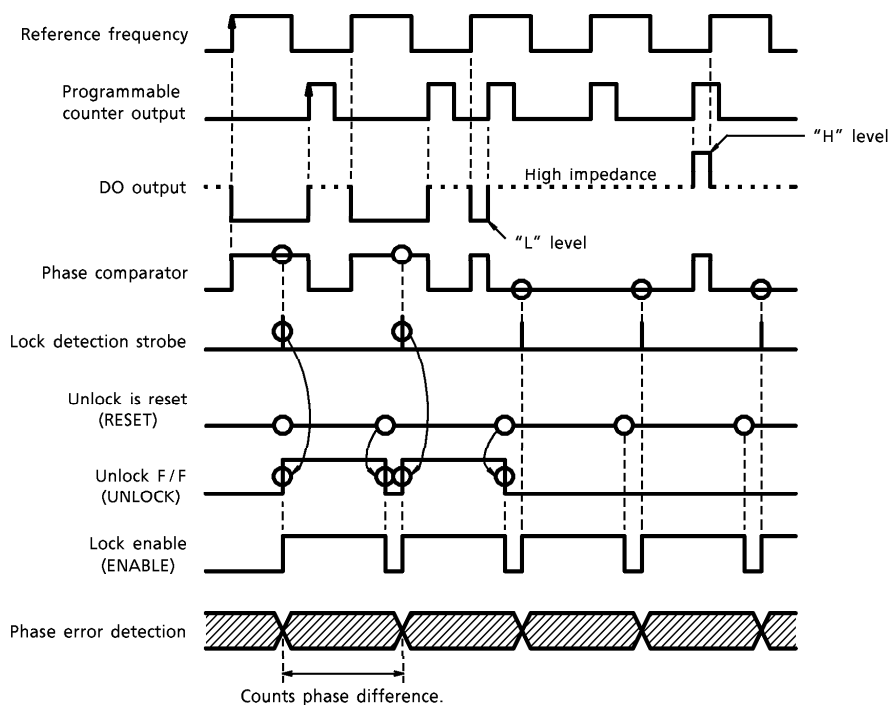 Reference frequency
Programmable
counter output
“H” level
High impedance
DO output
“L” level
Phase comparator
Lock detection strobe
Unlock is reset
(RESET)
Unlock F/F
(UNLOCK)
Lock enable
(ENABLE)
Phase error detection
Counts phase difference.